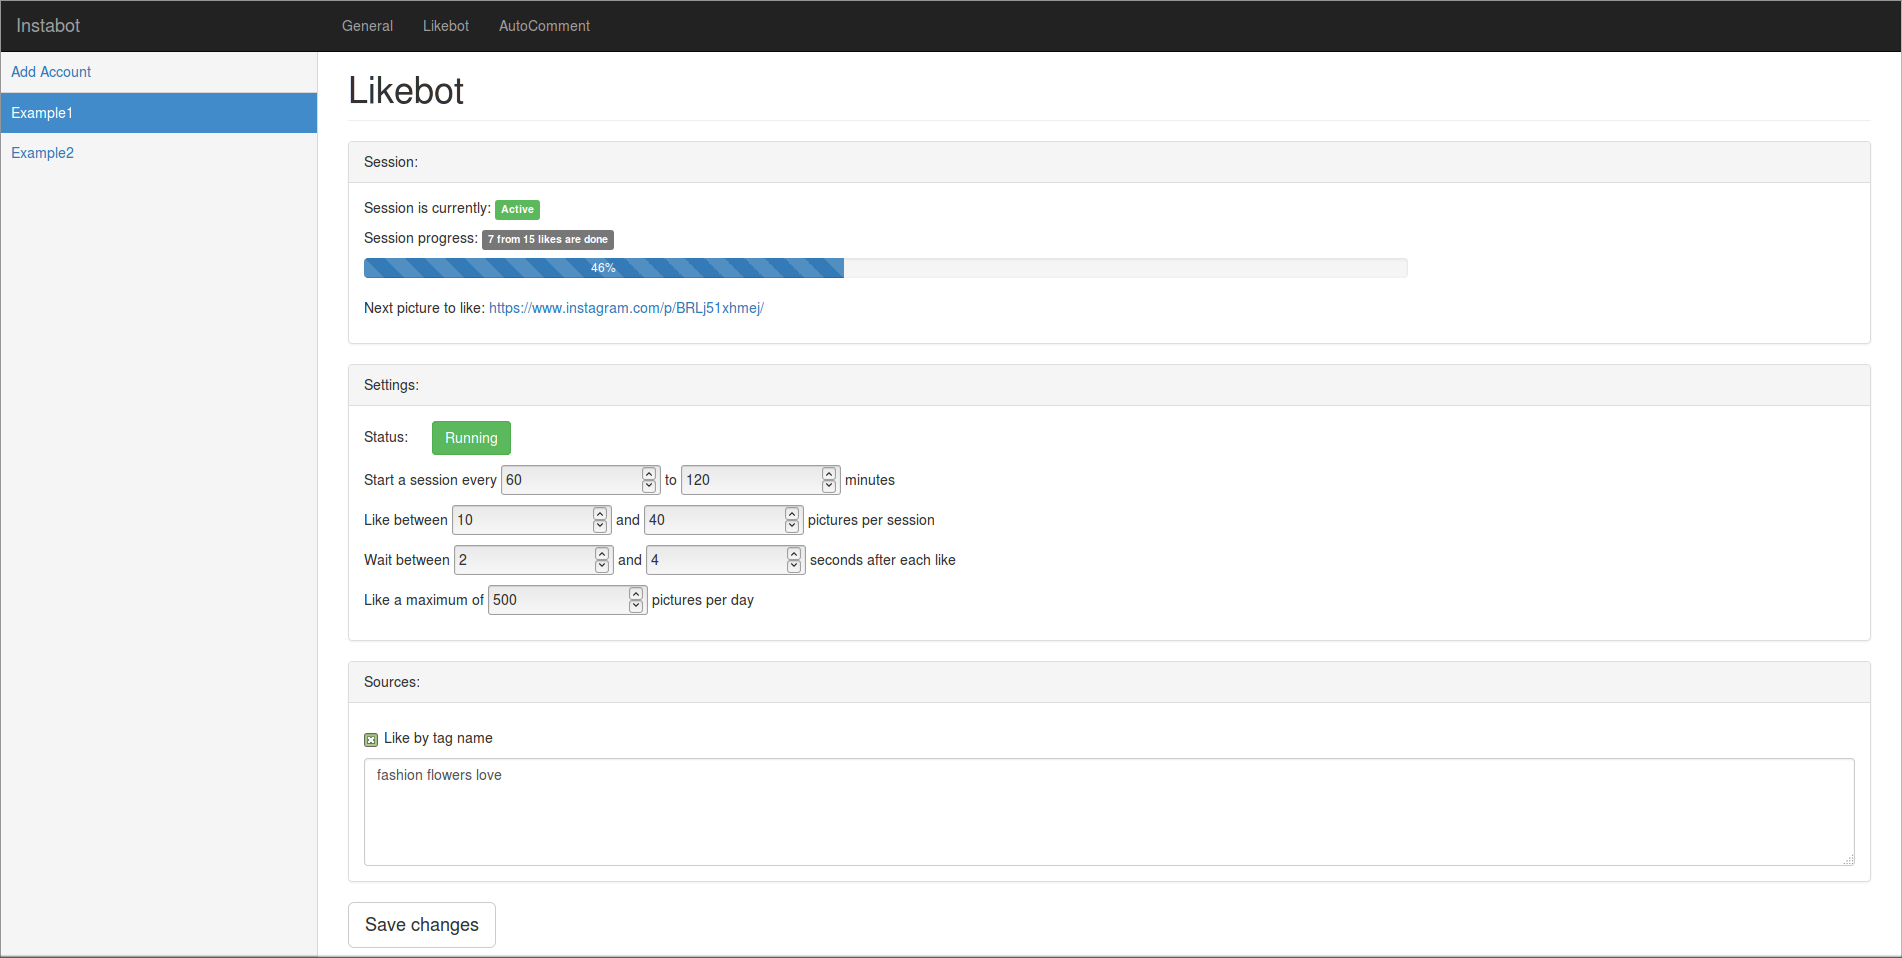 Instabot General Likebot AutoComment
Add Account
Example1
Example2
Likebot
Session:
Session is currently: Active
Session progress: 7 from 15 likes are done
46%
Next picture to like: https://www.instagram.com/p/BRLj51xhmej/
Settings:
Status: Running
Start a session every 60 to 120 minutes
Like between 10 and 40 pictures per session
Wait between 2 and 4 seconds after each like
Like a maximum of 500 pictures per day
Sources:
Like by tag name
fashion flowers love
Save changes